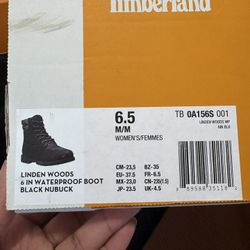 Timberland
6.5
M/M
WOMEN'S/FEMMES
TB 0A156S 001
LINDEN WOODS WP
6IN BLK
LINDEN WOODS
6 IN WATERPROOF BOOT
BLACK NUBUCK
CM-23,5 BZ-35
EU-37,5 FR-6.5
MX-23,0 CN-235(1.5)
JP-23.5 UK-4.5